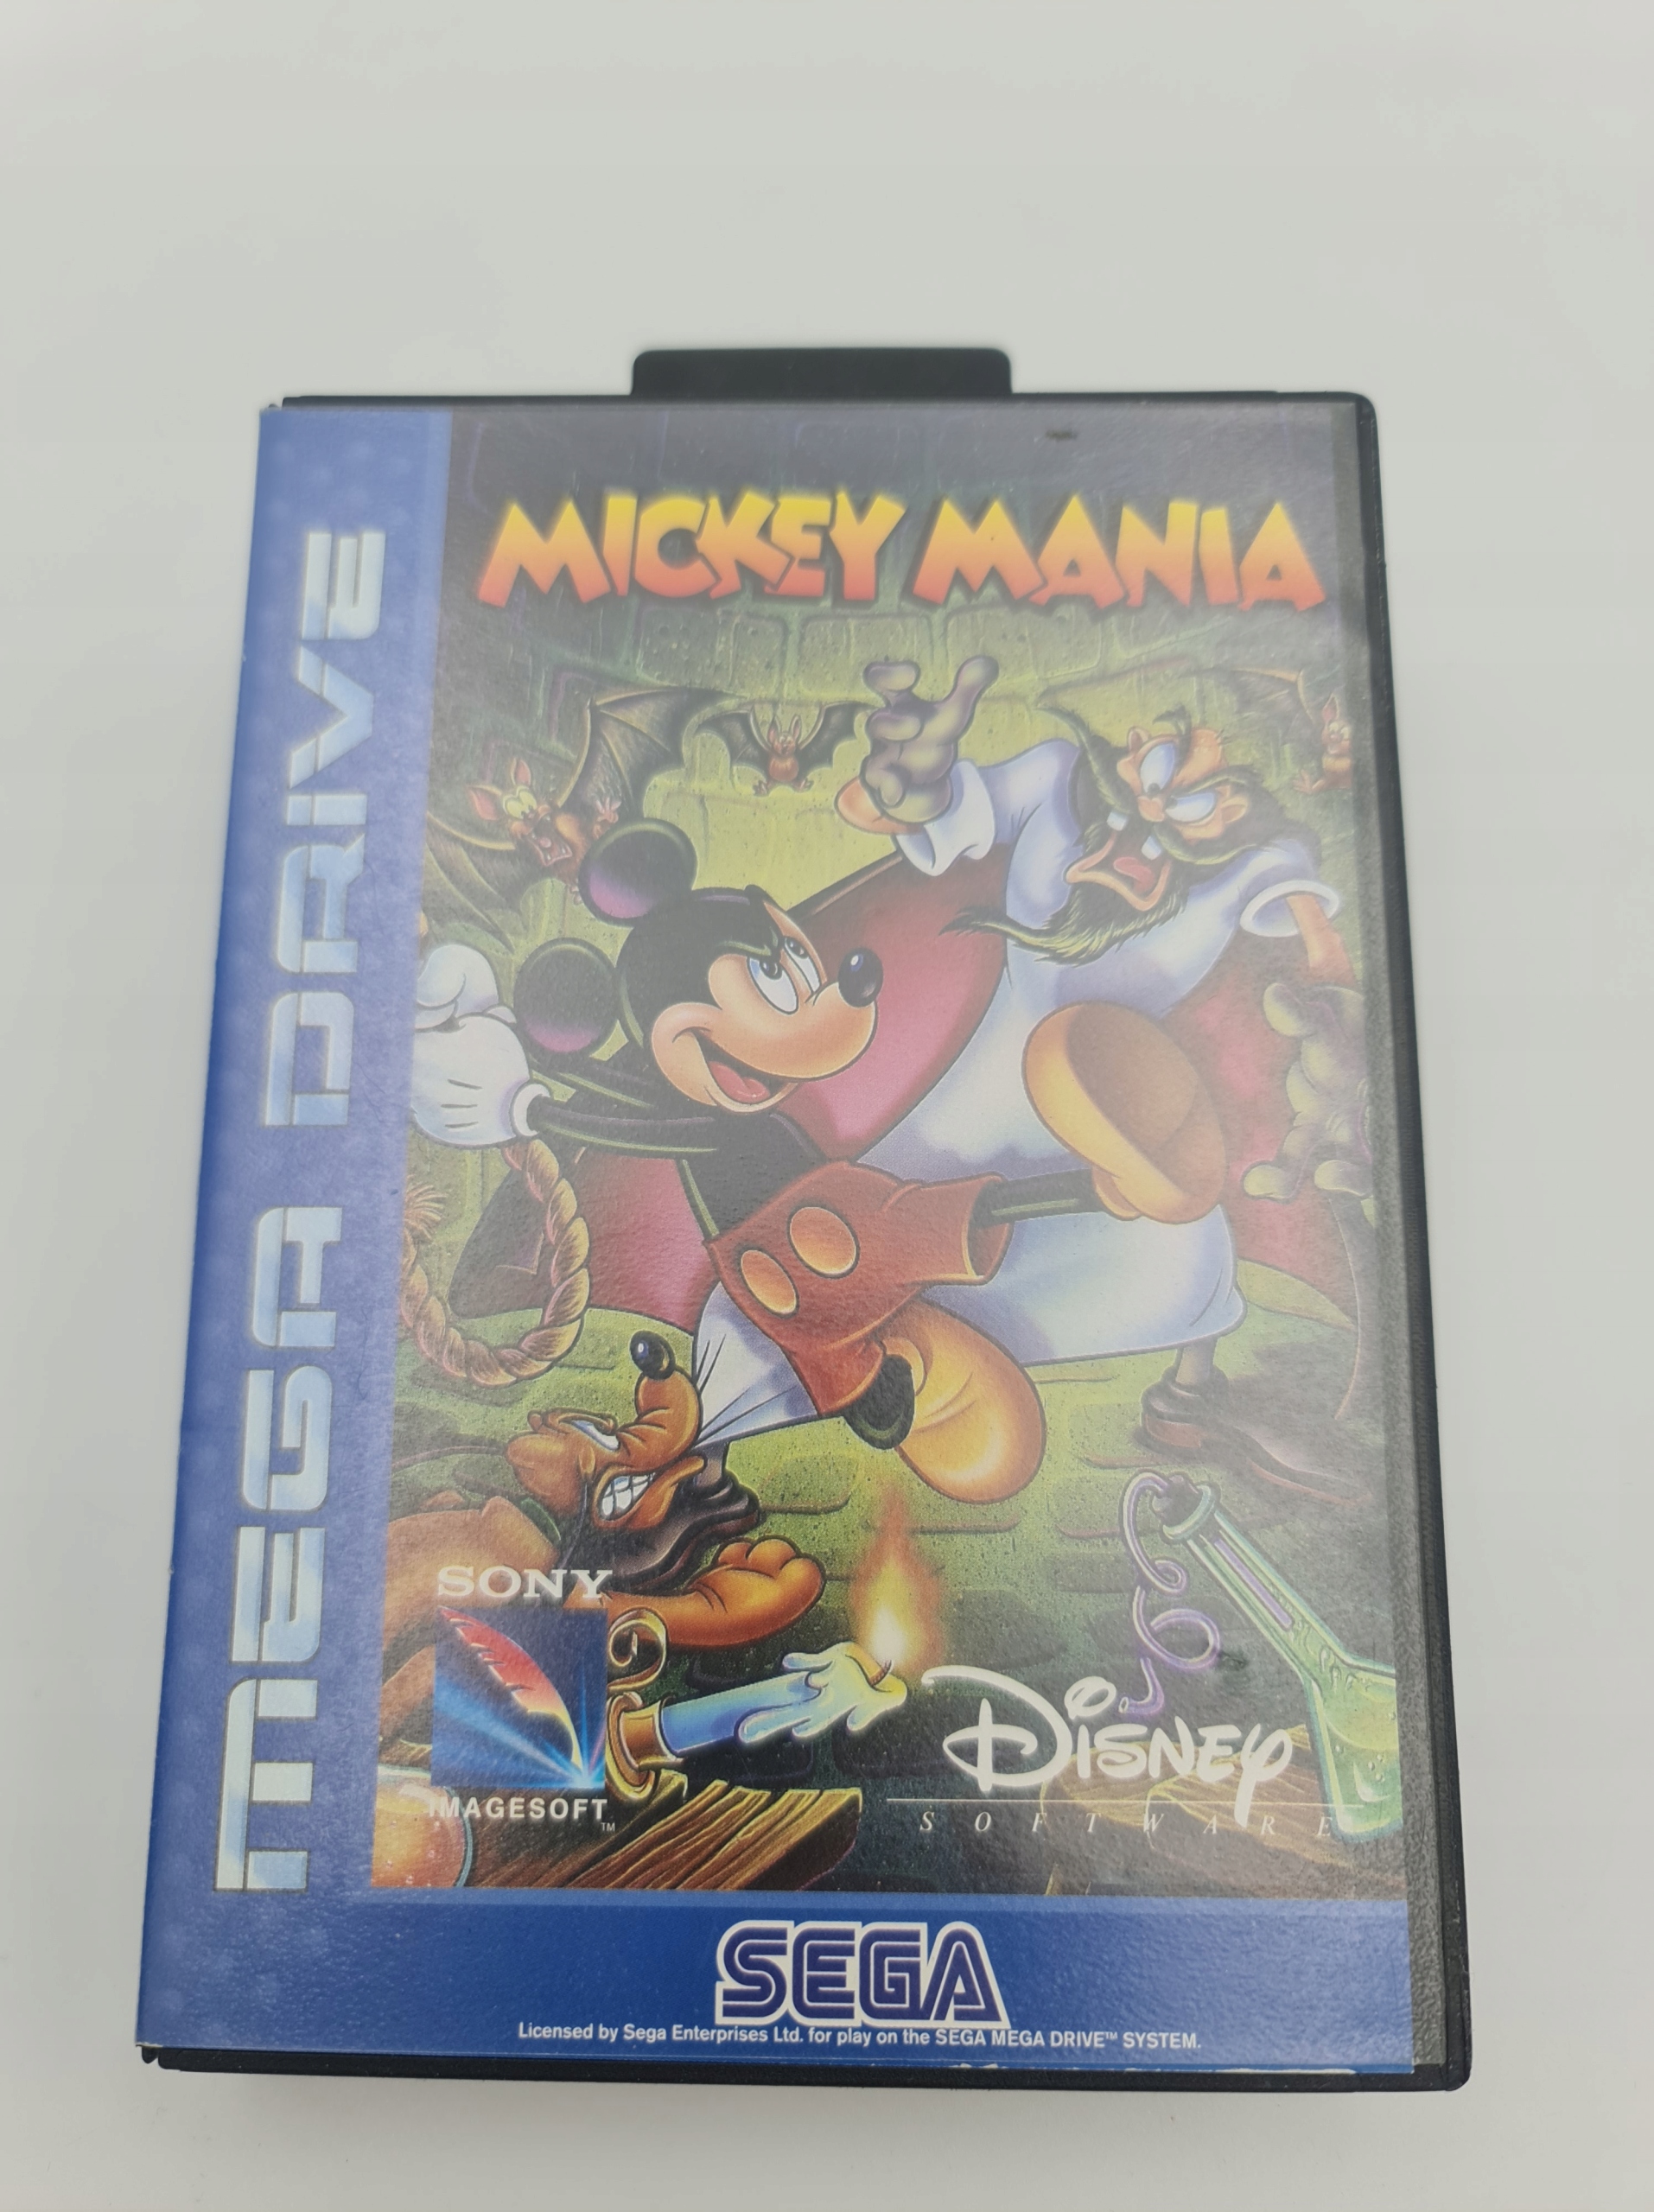 MICKEY MANIA
MEGA DRIVE
SONY
IMAGESOFT™
DISNEY
SOFTWARE
SEGA
Licensed by Sega Enterprises Ltd. for play on the SEGA MEGA DRIVE™ SYSTEM.